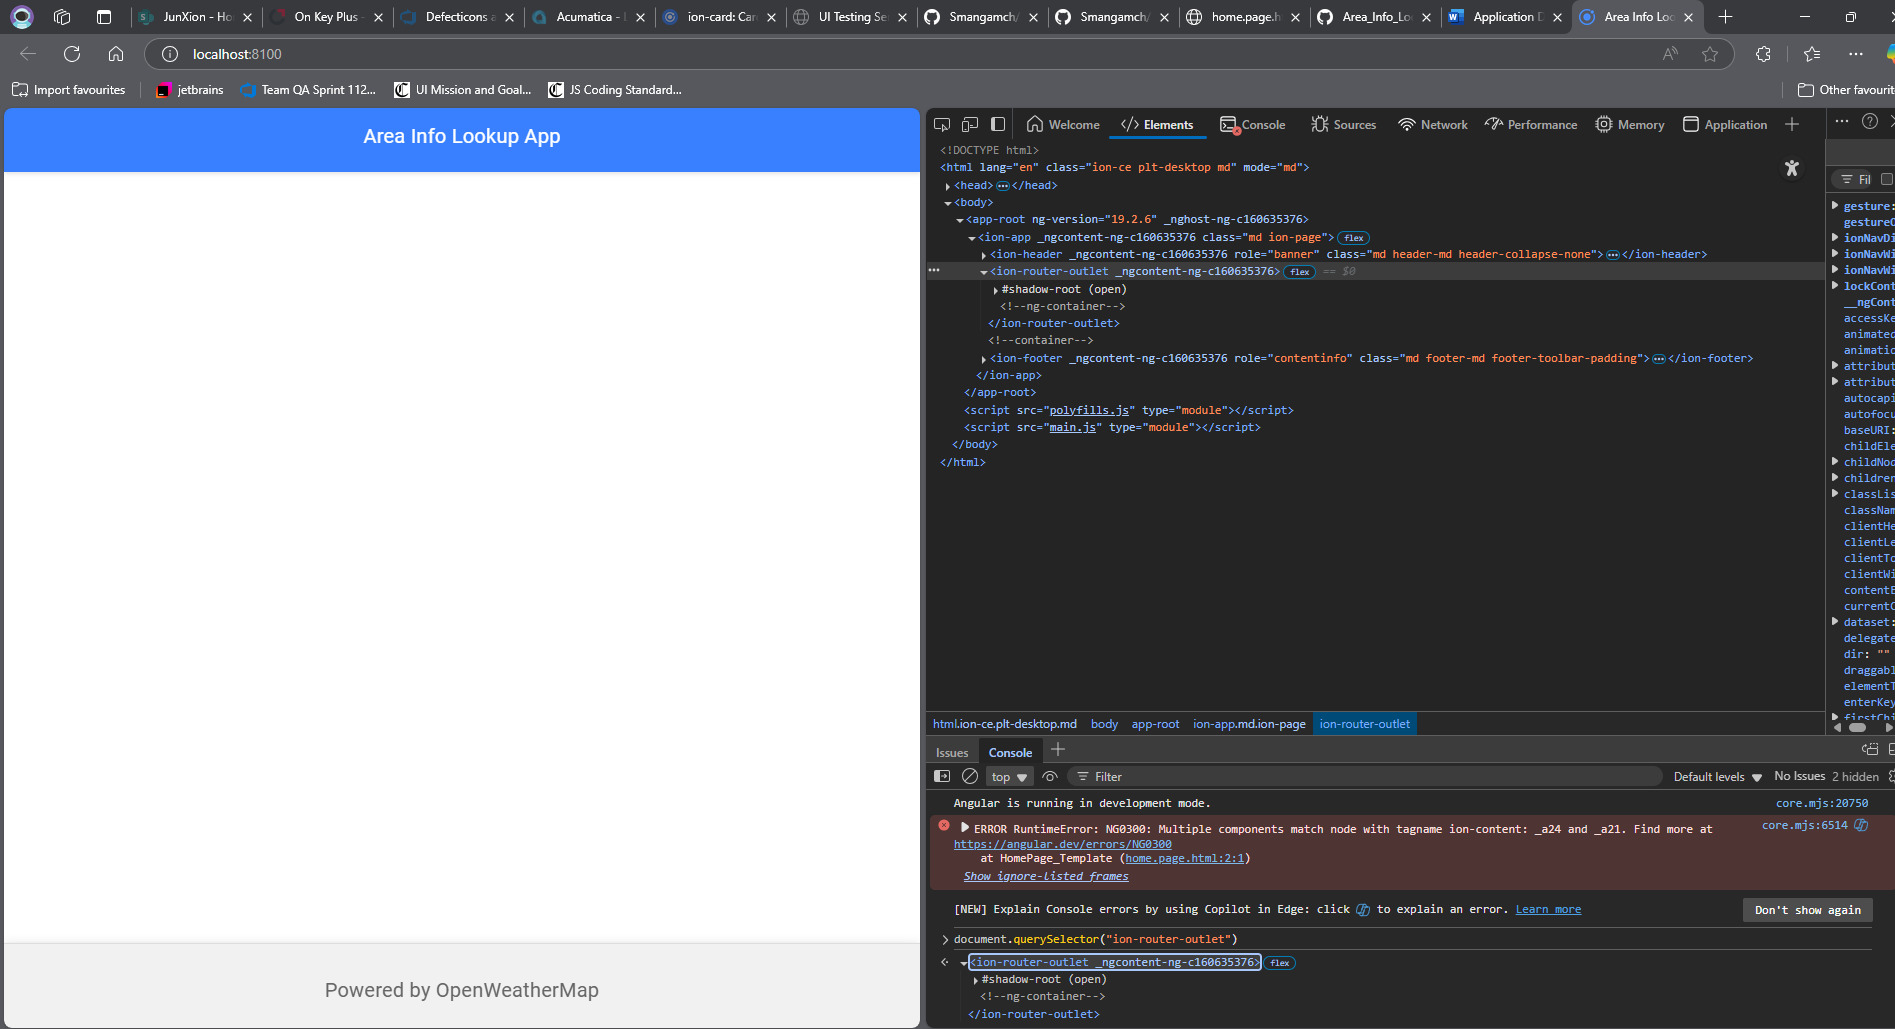 JunXion - Ho
On Key Plus -
Defecticons a
Acumatica - L
ion-card: Car
UI Testing Se
Smangamch/
Smangamch/
home.page.h
Area_Info_Lo
Application D
Area Info Loo
localhost:8100
Import favourites
jetbrains
Team QA Sprint 112...
UI Mission and Goal...
JS Coding Standard...
Other favourit
Area Info Lookup App
Powered by OpenWeatherMap
Welcome
</> Elements
Console
Sources
Network
Performance
Memory
Application
<!DOCTYPE html>
<html lang="en" class="ion-ce plt-desktop md" mode="md">
<head> ••• </head>
<body>
<app-root ng-version="19.2.6" _nghost-ng-c160635376>
<ion-app _ngcontent-ng-c160635376 class="md ion-page"> flex
<ion-header _ngcontent-ng-c160635376 role="banner" class="md header-md header-collapse-none"> ••• </ion-header>
<ion-router-outlet _ngcontent-ng-c160635376> flex == $0
#shadow-root (open)
<!--ng-container-->
</ion-router-outlet>
<!--container-->
<ion-footer _ngcontent-ng-c160635376 role="contentinfo" class="md footer-md footer-toolbar-padding"> ••• </ion-footer>
</ion-app>
</app-root>
<script src="polyfills.js" type="module"></script>
<script src="main.js" type="module"></script>
</body>
</html>
html.ion-ce.plt-desktop.md
body
app-root
ion-app.md.ion-page
ion-router-outlet
Fil
gesture:
gestureO
ionNavDi
ionNavWi
ionNavWi
lockCont
__ngCont
accessKe
animated
animatio
attribut
attribut
autocapi
autofocu
baseURI:
childEle
childNod
children
classLis
classNam
clientHe
clientLe
clientTo
clientWi
contentE
currentC
dataset:
delegate
dir: ""
draggabl
elementT
enterKey
firstChi
Issues
Console
top
Filter
Default levels
No Issues
2 hidden
Angular is running in development mode.
core.mjs:20750
ERROR RuntimeError: NG0300: Multiple components match node with tagname ion-content: _a24 and _a21. Find more at
core.mjs:6514
https://angular.dev/errors/NG0300
at HomePage_Template (home.page.html:2:1)
Show ignore-listed frames
[NEW] Explain Console errors by using Copilot in Edge: click to explain an error. Learn more
Don't show again
document.querySelector("ion-router-outlet")
<ion-router-outlet _ngcontent-ng-c160635376> flex
#shadow-root (open)
<!--ng-container-->
</ion-router-outlet>